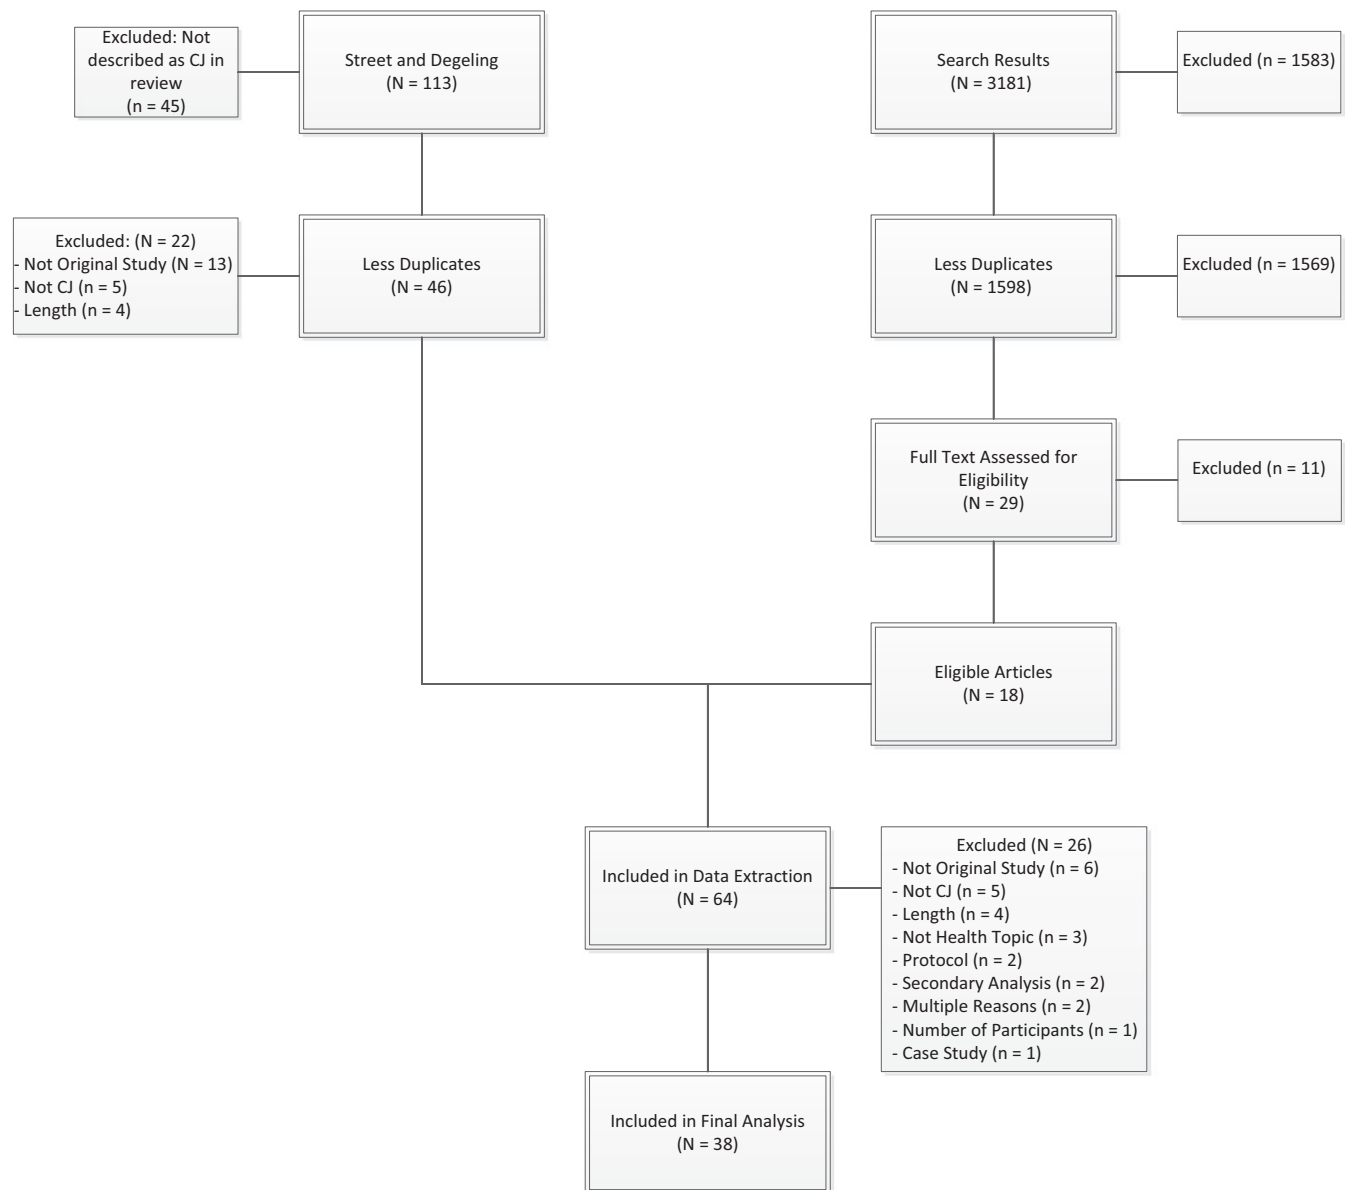 Excluded: Not
described as CJ in
review
(n = 45)
Street and Degeling
(N = 113)
Search Results
(N = 3181)
Excluded (n = 1583)
Excluded: (N = 22)
- Not Original Study (N = 13)
- Not CJ (n = 5)
- Length (n = 4)
Less Duplicates
(N = 46)
Less Duplicates
(N = 1598)
Excluded (n = 1569)
Full Text Assessed for
Eligibility
(N = 29)
Excluded (n = 11)
Eligible Articles
(N = 18)
Included in Data Extraction
(N = 64)
Excluded (N = 26)
- Not Original Study (n = 6)
- Not CJ (n = 5)
- Length (n = 4)
- Not Health Topic (n = 3)
- Protocol (n = 2)
- Secondary Analysis (n = 2)
- Multiple Reasons (n = 2)
- Number of Participants (n = 1)
- Case Study (n = 1)
Included in Final Analysis
(N = 38)